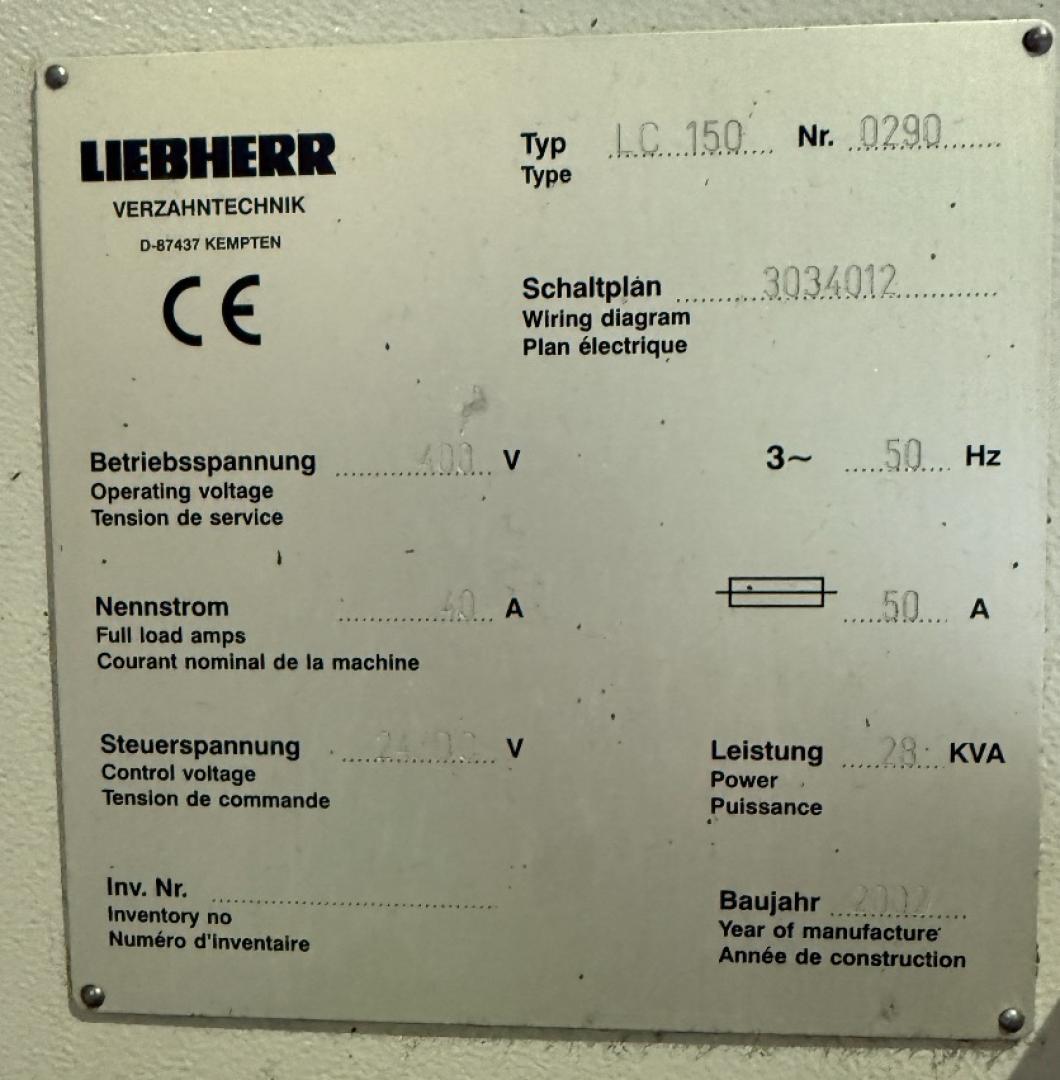 LIEBHERR
VERZAHNTECHNIK
D-87437 KEMPTEN
CE
Typ LC 150 Nr. 0290
Type
Schaltplan 3034012
Wiring diagram
Plan électrique
Betriebsspannung 400 V 3~ 50 Hz
Operating voltage
Tension de service
Nennstrom 40 A 50 A
Full load amps
Courant nominal de la machine
Steuerspannung 24 DC V
Control voltage
Tension de commande
Leistung 28 KVA
Power
Puissance
Inv. Nr.
Inventory no
Numéro d'inventaire
Baujahr 2002
Year of manufacture
Année de construction